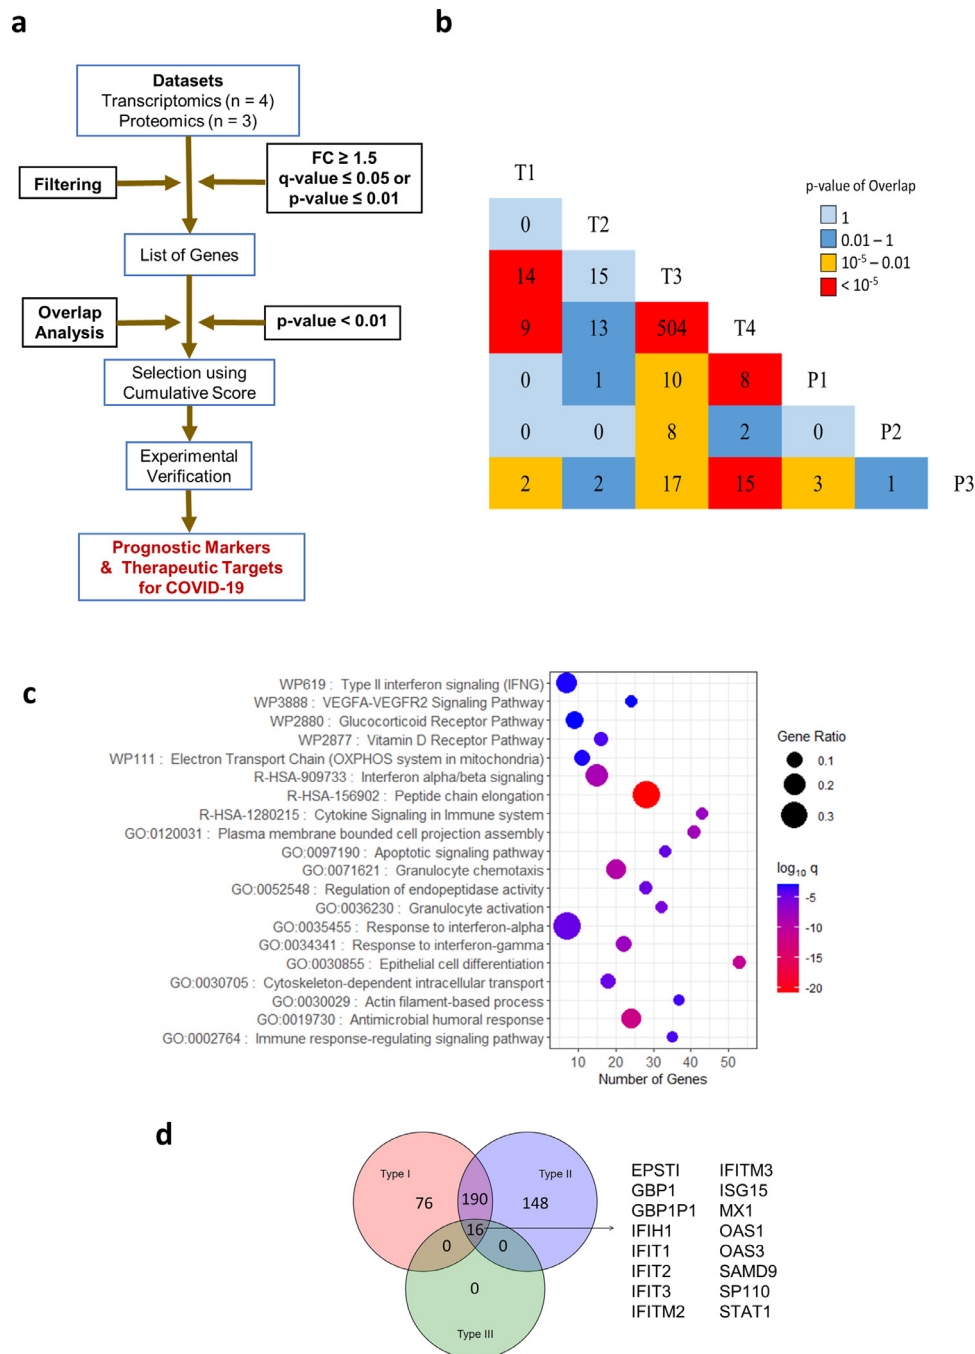 a
Datasets
Transcriptomics (n = 4)
Proteomics (n = 3)
Filtering
FC ≥ 1.5
q-value ≤ 0.05 or
p-value ≤ 0.01
List of Genes
Overlap
Analysis
p-value < 0.01
Selection using
Cumulative Score
Experimental
Verification
Prognostic Markers
& Therapeutic Targets
for COVID-19
b
T1
0 T2
14 15 T3
9 13 504 T4
0 1 10 8 P1
0 0 8 2 0 P2
2 2 17 15 3 1 P3
p-value of Overlap
1
0.01 – 1
10⁻⁵ – 0.01
< 10⁻⁵
c
WP619 : Type II interferon signaling (IFNG)
WP3888 : VEGFA-VEGFR2 Signaling Pathway
WP2880 : Glucocorticoid Receptor Pathway
WP2877 : Vitamin D Receptor Pathway
WP111 : Electron Transport Chain (OXPHOS system in mitochondria)
R-HSA-909733 : Interferon alpha/beta signaling
R-HSA-156902 : Peptide chain elongation
R-HSA-1280215 : Cytokine Signaling in Immune system
GO:0120031 : Plasma membrane bounded cell projection assembly
GO:0097190 : Apoptotic signaling pathway
GO:0071621 : Granulocyte chemotaxis
GO:0052548 : Regulation of endopeptidase activity
GO:0036230 : Granulocyte activation
GO:0035455 : Response to interferon-alpha
GO:0034341 : Response to interferon-gamma
GO:0030855 : Epithelial cell differentiation
GO:0030705 : Cytoskeleton-dependent intracellular transport
GO:0030029 : Actin filament-based process
GO:0019730 : Antimicrobial humoral response
GO:0002764 : Immune response-regulating signaling pathway
10 20 30 40 50
Number of Genes
Gene Ratio
0.1
0.2
0.3
log₁₀ q
-5
-10
-15
-20
d
Type I
Type II
76 190 148
16
0 0
0
Type III
EPSTI IFITM3
GBP1 ISG15
GBP1P1 MX1
IFIH1 OAS1
IFIT1 OAS3
IFIT2 SAMD9
IFIT3 SP110
IFITM2 STAT1